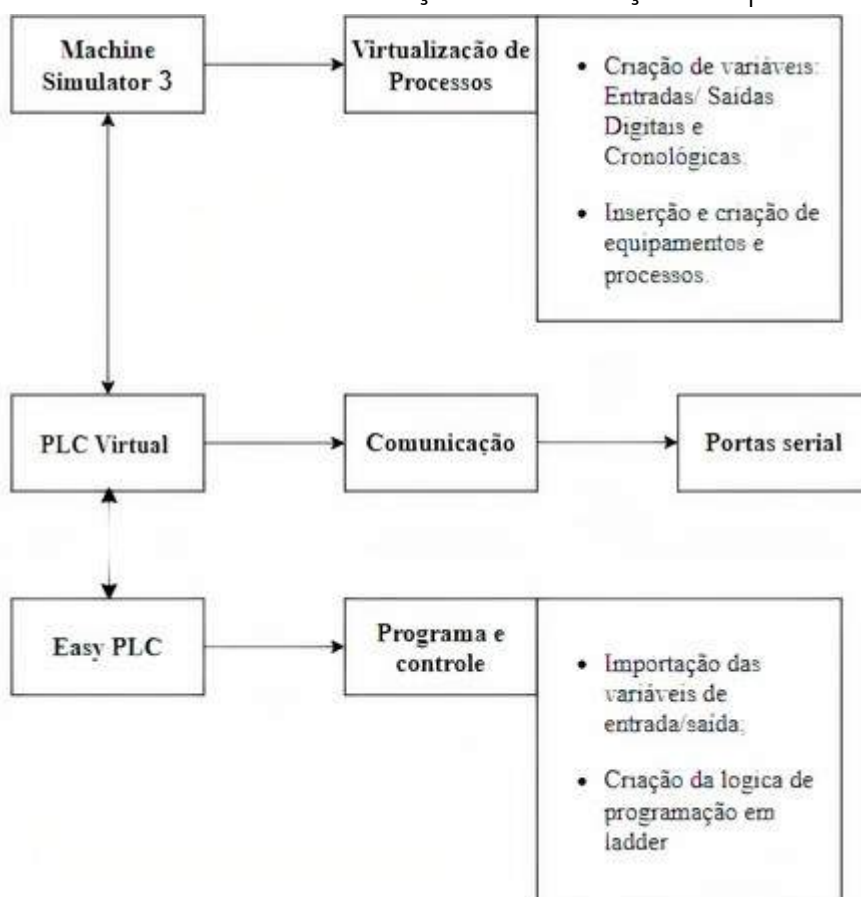 Machine
Simulator 3
Virtualização de
Processos
• Criação de variáveis:
Entradas/ Saídas
Digitais e
Cronológicas.
• Inserção e criação de
equipamentos e
processos.
PLC Virtual
Comunicação
Portas serial
Easy PLC
Programa e
controle
• Importação das
variáveis de
entrada/saída;
• Criação da logica de
programação em
ladder